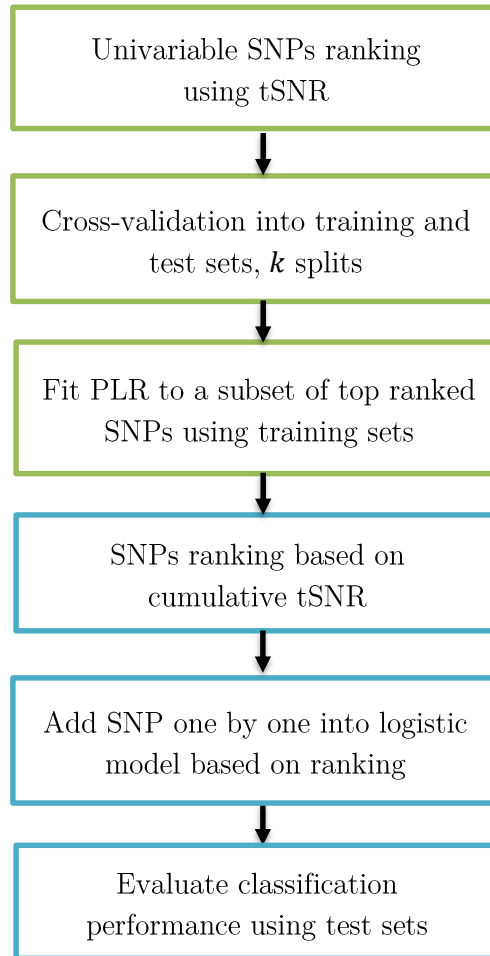 Univariable SNPs ranking
using tSNR
Cross-validation into training and
test sets, k splits
Fit PLR to a subset of top ranked
SNPs using training sets
SNPs ranking based on
cumulative tSNR
Add SNP one by one into logistic
model based on ranking
Evaluate classification
performance using test sets